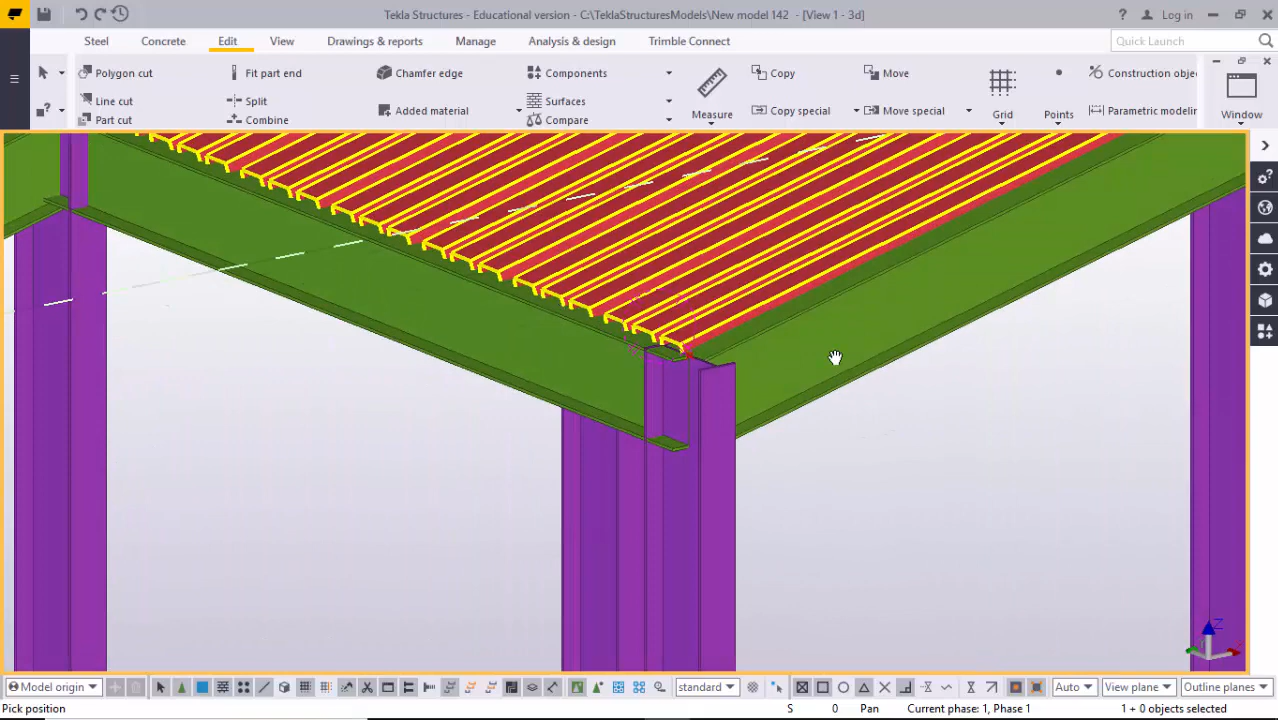 Tekla Structures - Educational version - C:\TeklaStructuresModels\New model 142 - [View 1 - 3d]
? Log in
Steel Concrete Edit View Drawings & reports Manage Analysis & design Trimble Connect Quick Launch
Polygon cut Fit part end Chamfer edge Components Copy Move Construction obje
Line cut Split Added material Surfaces Measure Copy special Grid Move special Points Parametric modelin Window
Part cut Combine Compare
Z
Model origin standard Auto View plane Outline planes
Pick position S 0 Pan Current phase: 1, Phase 1 1 + 0 objects selected